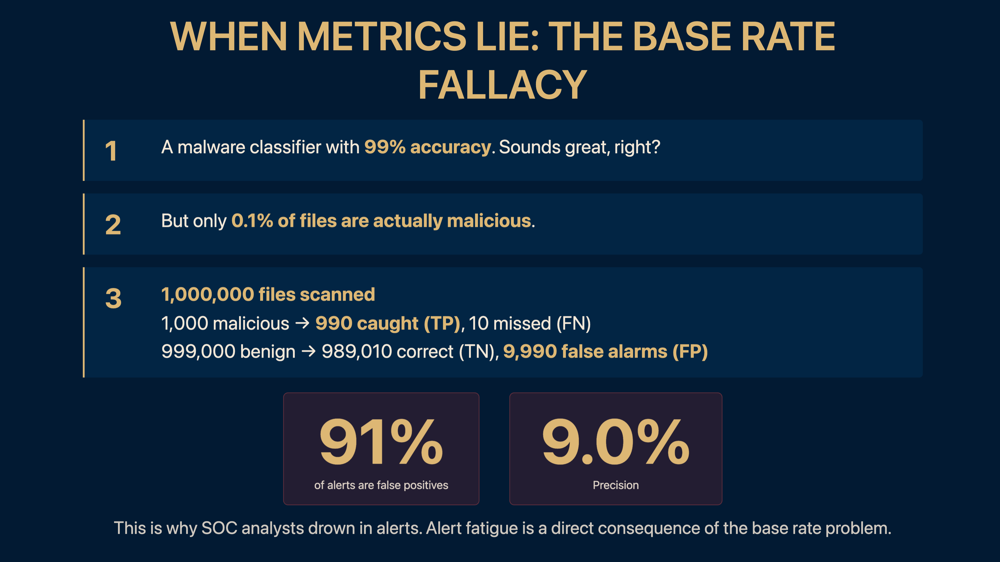 WHEN METRICS LIE: THE BASE RATE
FALLACY
1 A malware classifier with 99% accuracy. Sounds great, right?
2 But only 0.1% of files are actually malicious.
3 1,000,000 files scanned
1,000 malicious → 990 caught (TP), 10 missed (FN)
999,000 benign → 989,010 correct (TN), 9,990 false alarms (FP)
91%
of alerts are false positives
9.0%
Precision
This is why SOC analysts drown in alerts. Alert fatigue is a direct consequence of the base rate problem.